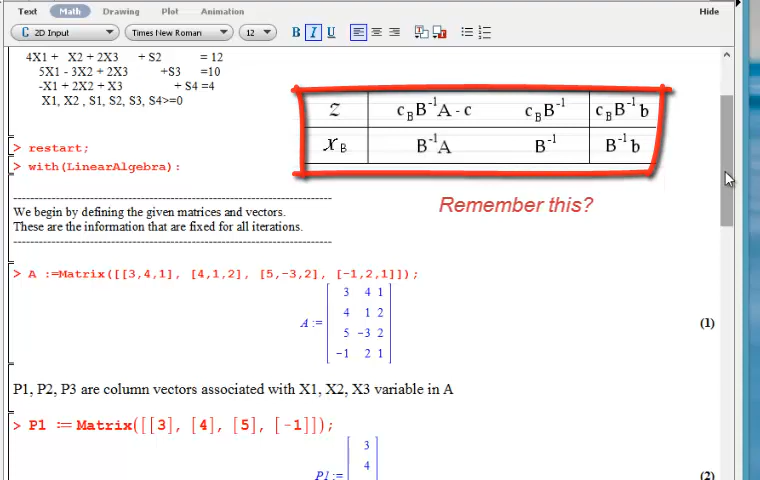 Text Math Drawing Plot Animation Hide
C 2D Input Times New Roman 12 B I U
4X1 + X2 + 2X3 + S2 = 12
5X1 - 3X2 + 2X3 +S3 =10
-X1 + 2X2 + X3 + S4 =4
X1, X2 , S1, S2, S3, S4>=0
z c_B B^-1 A - c c_B B^-1 c_B B^-1 b
x_B B^-1 A B^-1 B^-1 b
> restart;
> with(LinearAlgebra):
Remember this?
--------------------------------------------------------------------------------
We begin by defining the given matrices and vectors.
These are the information that are fixed for all iterations.
--------------------------------------------------------------------------------
> A :=Matrix([[3,4,1], [4,1,2], [5,-3,2], [-1,2,1]]);
3 4 1
4 1 2
A :=
(1)
5 -3 2
-1 2 1
P1, P2, P3 are column vectors associated with X1, X2, X3 variable in A
> P1 := Matrix([[3], [4], [5], [-1]]);
3
4
P1 :=
(2)